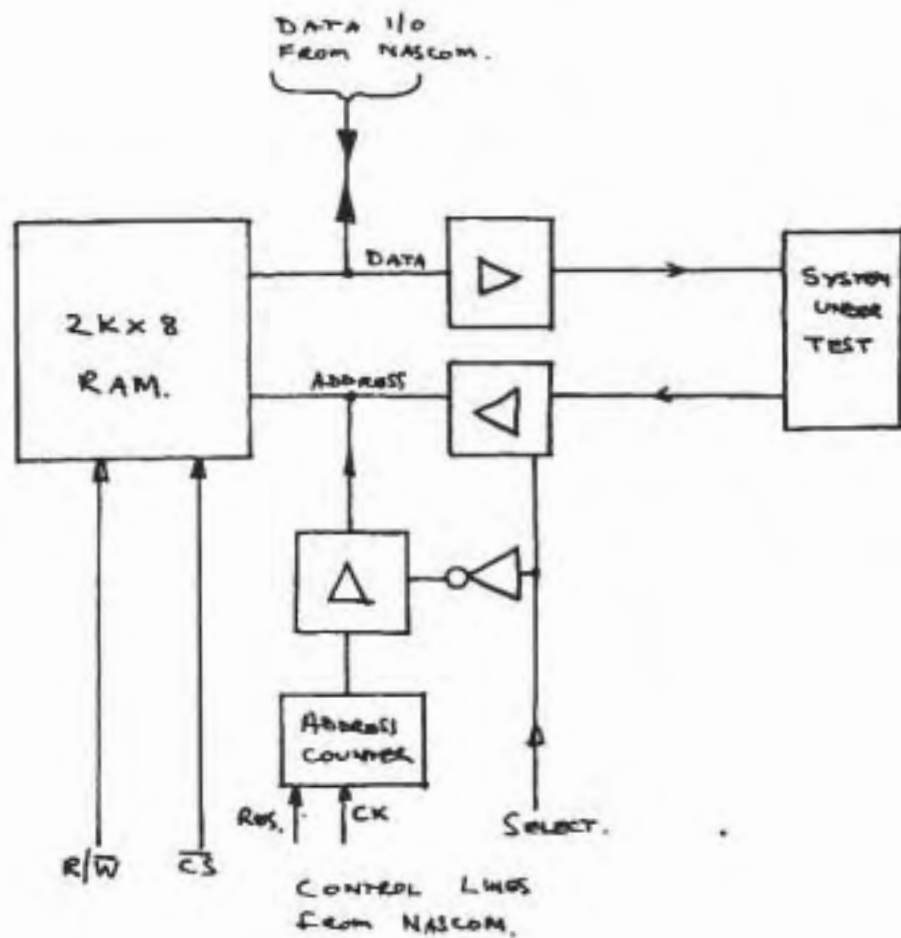 DATA I/O
FROM NASCOM.
DATA
2K x 8
RAM.
SYSTEM
UNDER
TEST
ADDRESS
ADDRESS
COUNTER
RES.
CK
SELECT.
R/W̅
C̅S̅
CONTROL LINES
FROM NASCOM.